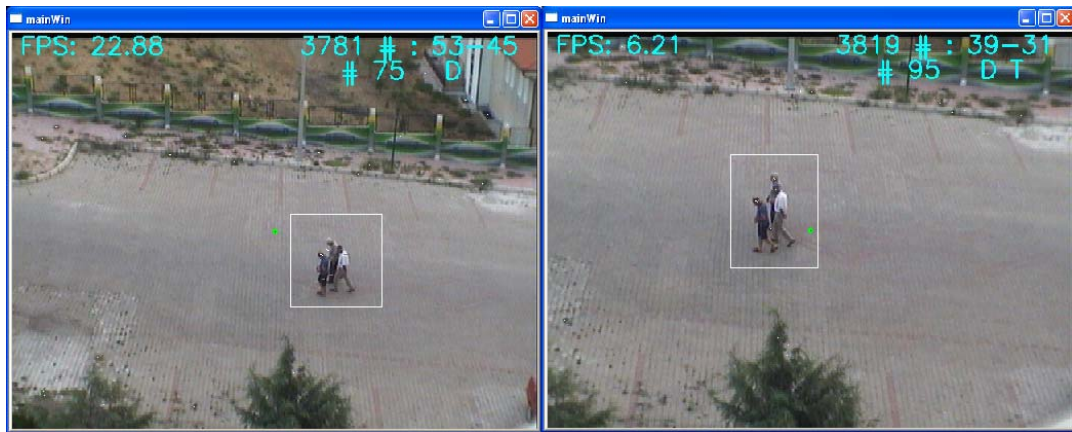 mainWin
FPS: 22.88 3781 # : 53-45
# 75 D
mainWin
FPS: 6.21 3819 # : 39-31
# 95 D T